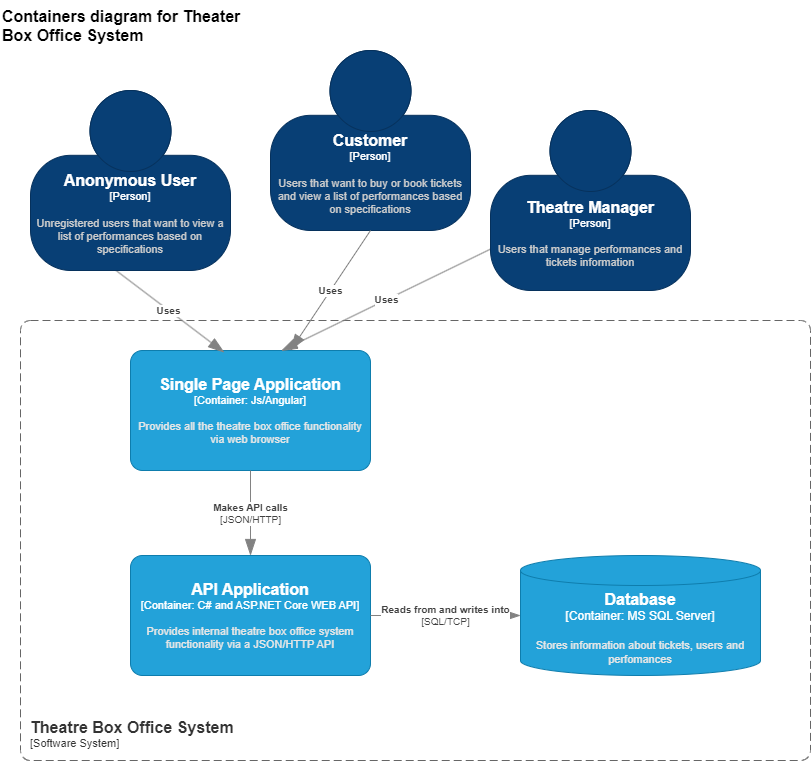 Containers diagram for Theater
Box Office System
Customer
[Person]
Users that want to buy or book tickets
and view a list of performances based
on specifications
Anonymous User
[Person]
Unregistered users that want to view a
list of performances based on
specifications
Theatre Manager
[Person]
Users that manage performances and
tickets information
Uses
Uses
Uses
Single Page Application
[Container: Js/Angular]
Provides all the theatre box office functionality
via web browser
Makes API calls
[JSON/HTTP]
API Application
[Container: C# and ASP.NET Core WEB API]
Provides internal theatre box office system
functionality via a JSON/HTTP API
Reads from and writes into
[SQL/TCP]
Database
[Container: MS SQL Server]
Stores information about tickets, users and
perfomances
Theatre Box Office System
[Software System]